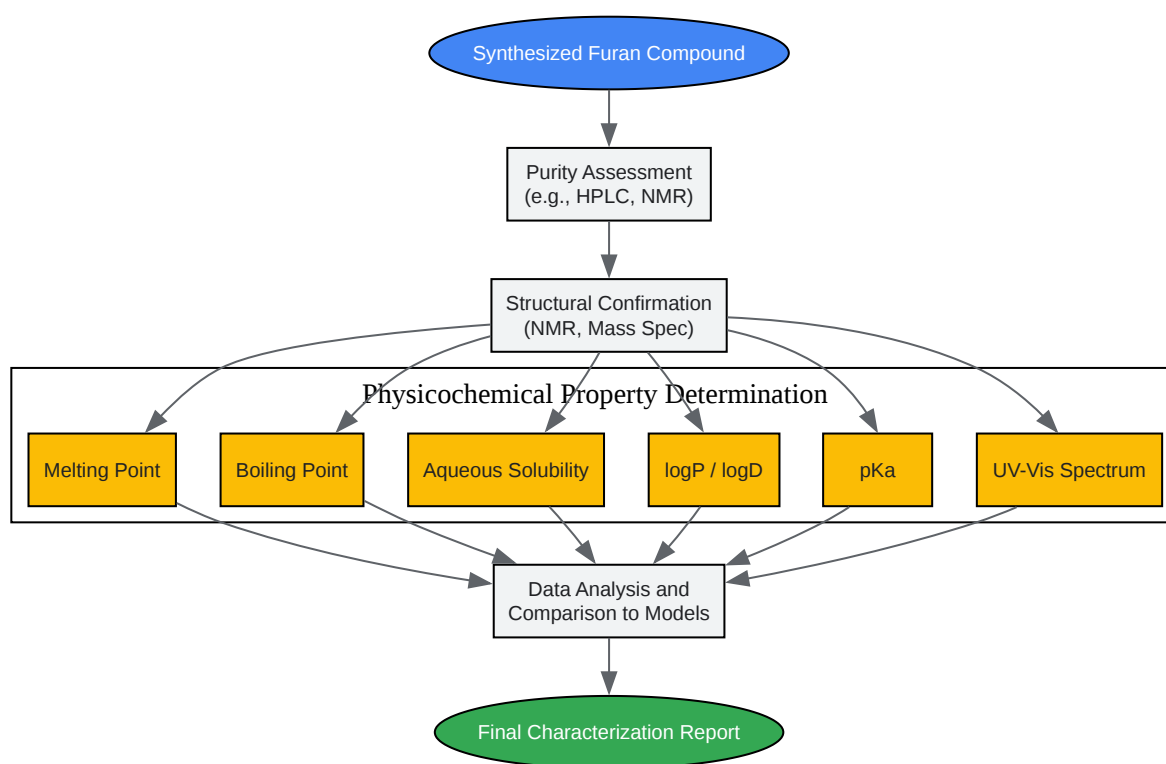 Synthesized Furan Compound
Purity Assessment
(e.g., HPLC, NMR)
Structural Confirmation
(NMR, Mass Spec)
Physicochemical Property Determination
Melting Point
Boiling Point
Aqueous Solubility
logP / logD
pKa
UV-Vis Spectrum
Data Analysis and
Comparison to Models
Final Characterization Report